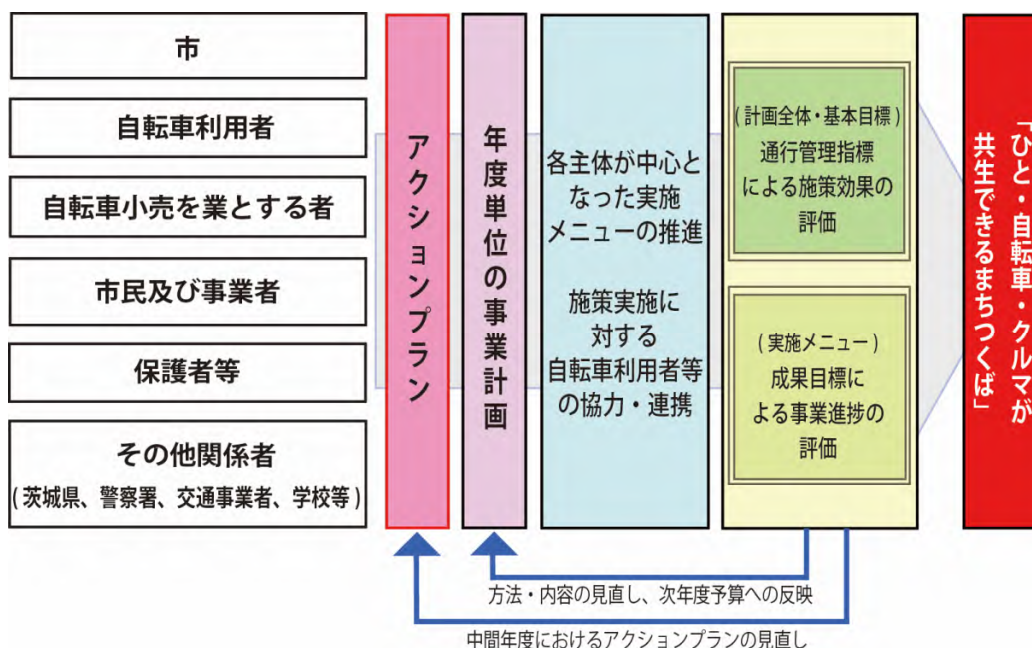 市
自転車利用者
自転車小売を業とする者
市民及び事業者
保護者等
その他関係者
(茨城県、警察署、交通事業者、学校等)
アクションプラン
年度単位の事業計画
各主体が中心と
なった実施
メニューの推進
施策実施に
対する
自転車利用者等
の協力・連携
(計画全体・基本目標)
通行管理指標
による施策効果の
評価
(実施メニュー)
成果目標に
よる事業進捗の
評価
「ひと・自転車・クルマが
共生できるまちつくば」
方法・内容の見直し、次年度予算への反映
中間年度におけるアクションプランの見直し